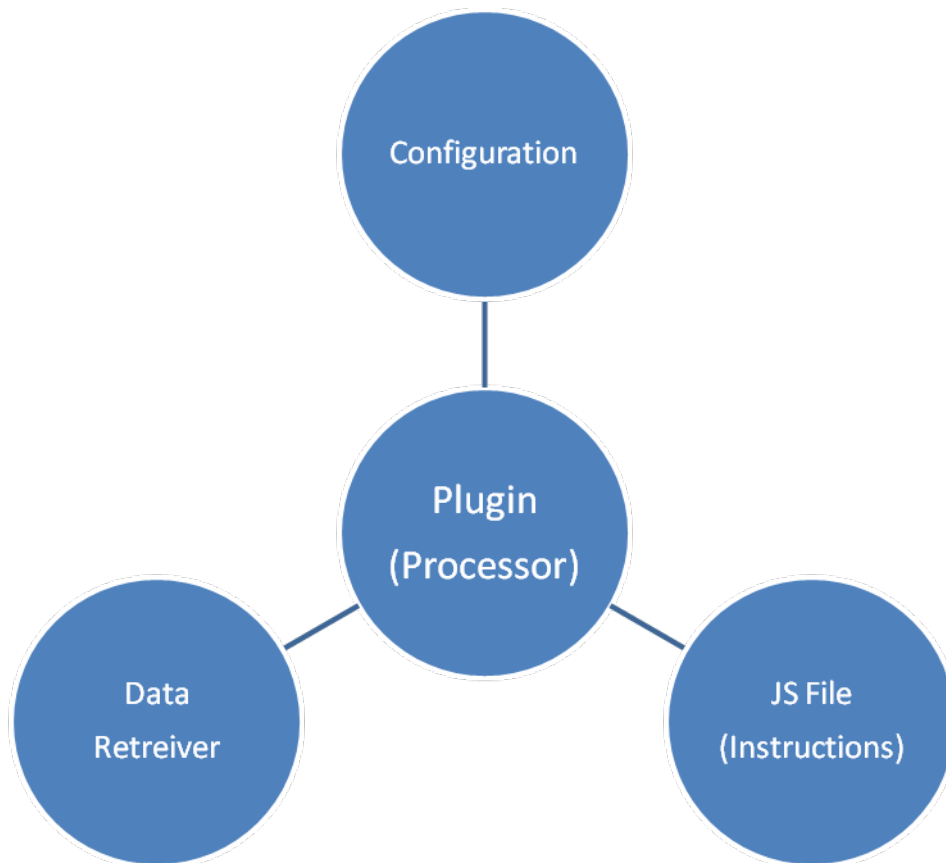 Configuration
Plugin
(Processor)
Data
Retreiver
JS File
(Instructions)